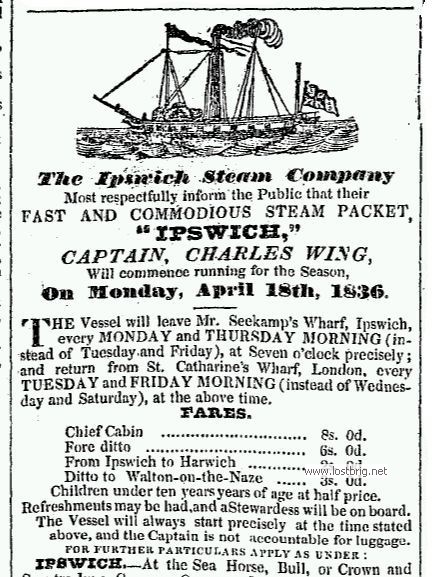 The Ipswich Steam Company
Most respectfully inform the Public that their
FAST AND COMMODIOUS STEAM PACKET,
"IPSWICH,"
CAPTAIN, CHARLES WING,
Will commence running for the Season,
On Monday, April 18th, 1836.
THE Vessel will leave Mr. Seekamp's Wharf, Ipswich,
every MONDAY and THURSDAY MORNING (in-
stead of Tuesday and Friday), at Seven o'clock precisely;
and return from St. Catharine's Wharf, London, every
TUESDAY and FRIDAY MORNING (instead of Wednes-
day and Saturday), at the above time.
FARES.
Chief Cabin ................................ 8s. 0d.
Fore ditto ................................ 6s. 0d.
From Ipswich to Harwich ............ 0d.
www.lostbrig.net
Ditto to Walton-on-the-Naze ...... 3s. 0d.
Children under ten years years of age at half price.
Refreshments may be had, and a Stewardess will be on board.
The Vessel will always start precisely at the time stated
above, and the Captain is not accountable for luggage.
FOR FURTHER PARTICULARS APPLY AS UNDER:
IPSWICH.—At the Sea Horse, Bull, or Crown and